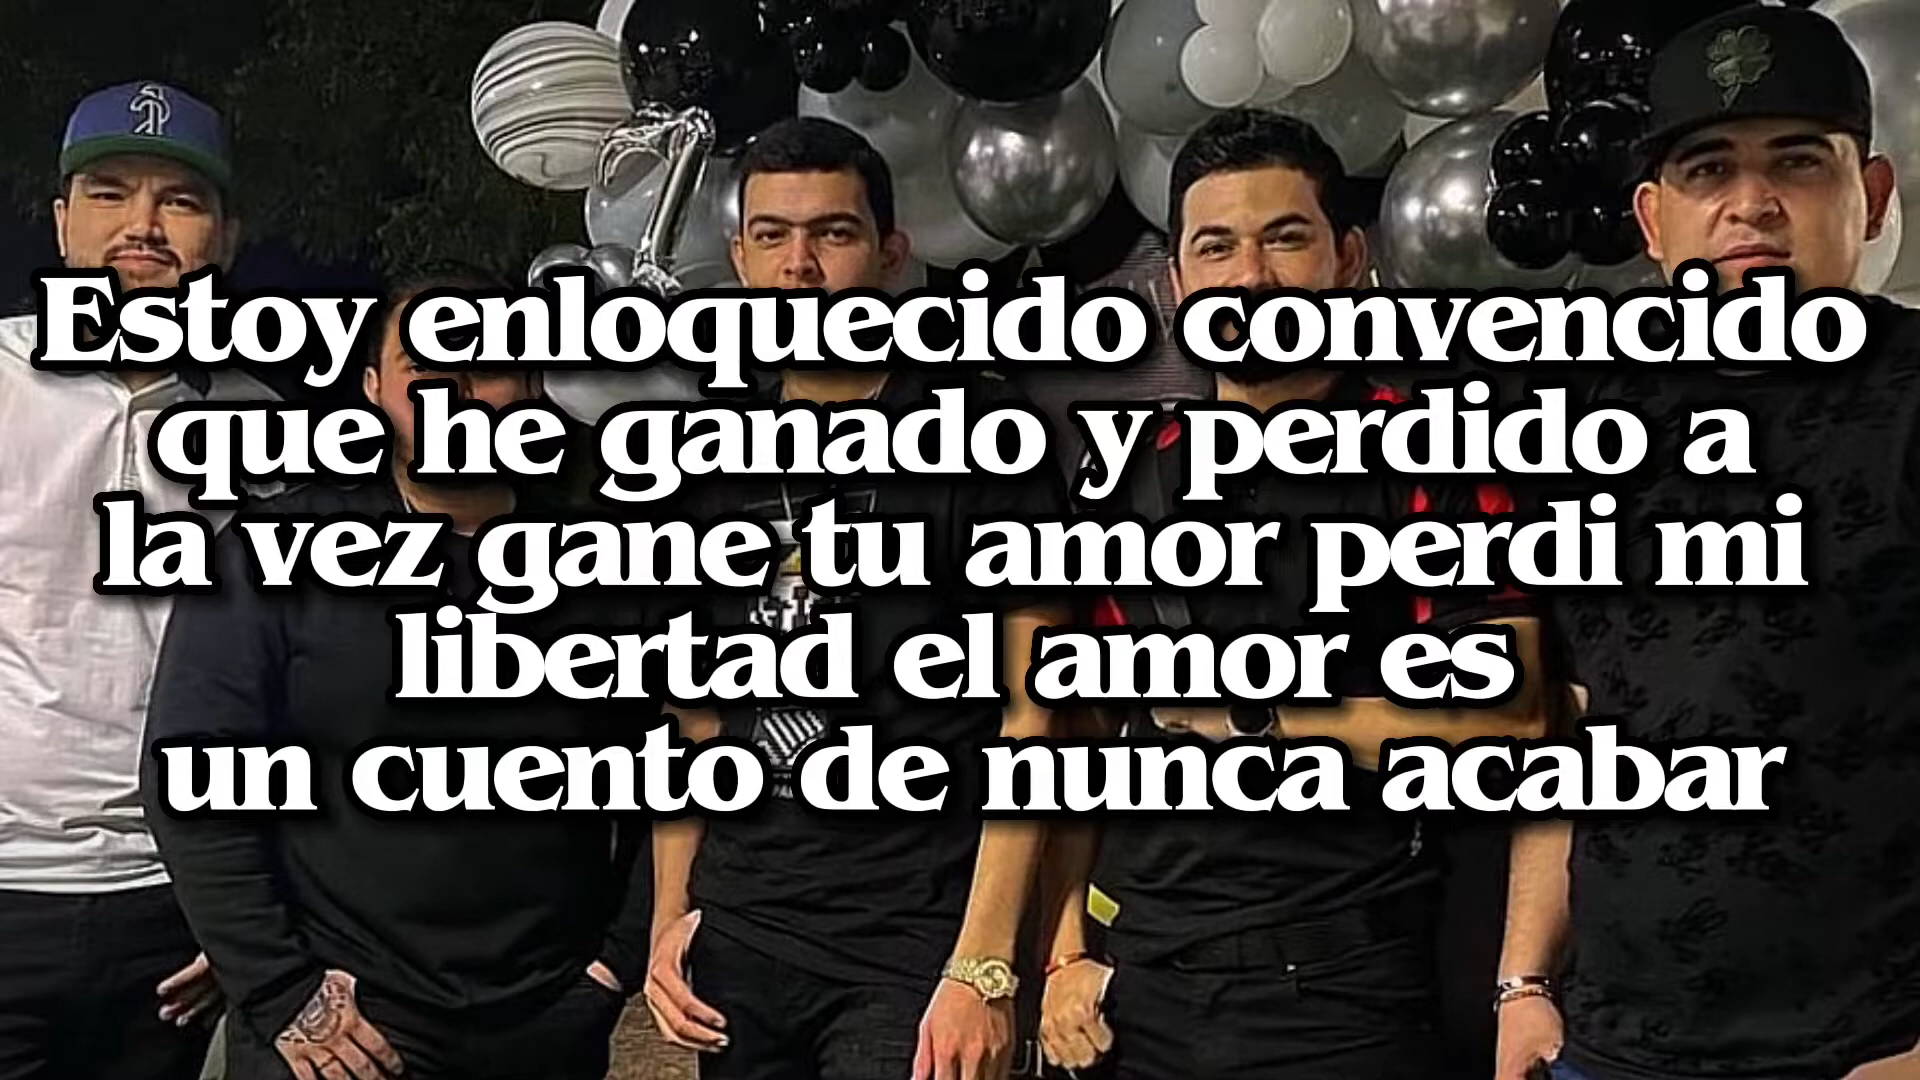 Estoy enloquecido convencido
que he ganado y perdido a
la vez gane tu amor perdi mi
libertad el amor es
un cuento de nunca acabar